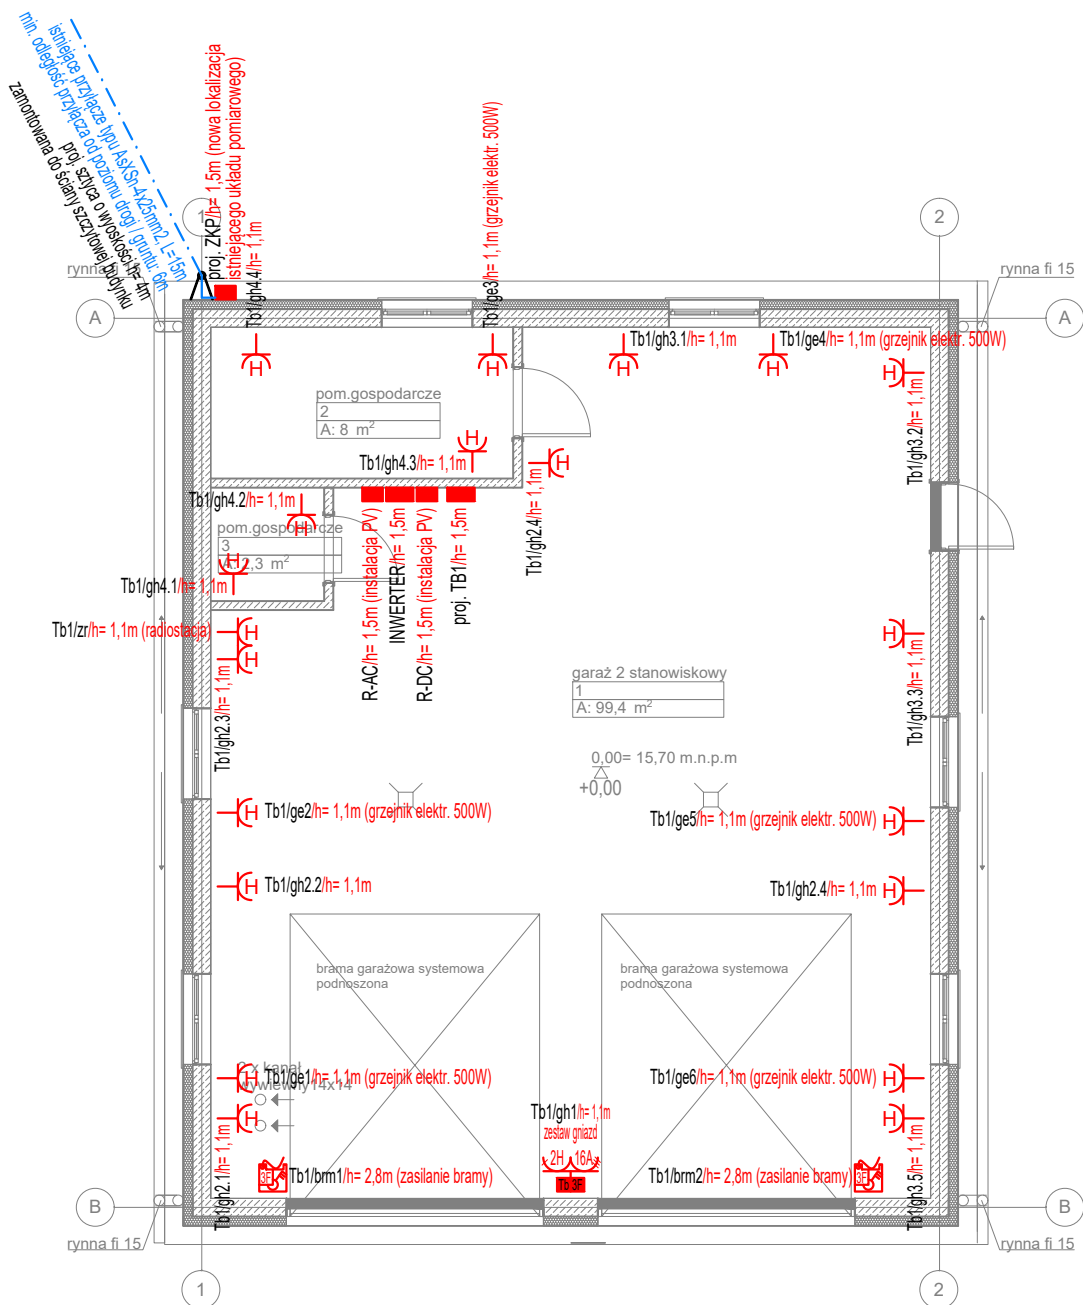 min. odległość przyłącza od poziomu drogi / gruntu: 6m
istniejące przyłącze typu AsXSn 4x25mm2, L=15m
zamontowana do ściany szczytowej budynku
proj. sztyca o wyoskości h= 4m
proj. ZKP/h= 1,5m (nowa lokalizacja
istniejącego układu pomiarowego)
1
2
rynna fi 15
rynna fi 15
A
A
Tb1/gh4.4/h= 1,1m
Tb1/ge3/h= 1,1m (grzejnik elektr. 500W)
H
H
H
H
H
Tb1/gh3.1/h= 1,1m
Tb1/ge4/h= 1,1m (grzejnik elektr. 500W)
Tb1/gh3.2/h= 1,1m
pom.gospodarcze
2
A: 8 m²
H
Tb1/gh4.3/h= 1,1m
H
Tb1/gh2.4/h= 1,1m
Tb1/gh4.2/h= 1,1m
H
pom.gospodarcze
3
A: 2,3 m²
H
Tb1/gh4.1/h= 1,1m
R-AC/h= 1,5m (instalacja PV)
INWERTER/h= 1,5m
R-DC/h= 1,5m (instalacja PV)
proj. TB1/h= 1,5m
Tb1/zr/h= 1,1m (radiostacja)
H
H
Tb1/gh2.3/h= 1,1m
H
Tb1/gh3.3/h= 1,1m
garaż 2 stanowiskowy
1
A: 99,4 m²
0,00= 15,70 m.n.p.m
+0,00
H
Tb1/ge2/h= 1,1m (grzejnik elektr. 500W)
Tb1/ge5/h= 1,1m (grzejnik elektr. 500W)
H
H
Tb1/gh2.2/h= 1,1m
Tb1/gh2.4/h= 1,1m
H
brama garażowa systemowa
podnoszona
brama garażowa systemowa
podnoszona
2 x kanał
wywiewny14x14
H
Tb1/ge1/h= 1,1m (grzejnik elektr. 500W)
Tb1/ge6/h= 1,1m (grzejnik elektr. 500W)
H
H
Tb1/gh2.1/h= 1,1m
Tb1/gh1/h= 1,1m
zestaw gniazd
2H 16A
Tb 3F
H
Tb1/gh3.5/h= 1,1m
3F
Tb1/brm1/h= 2,8m (zasilanie bramy)
Tb1/brm2/h= 2,8m (zasilanie bramy)
3F
B
B
rynna fi 15
rynna fi 15
1
2